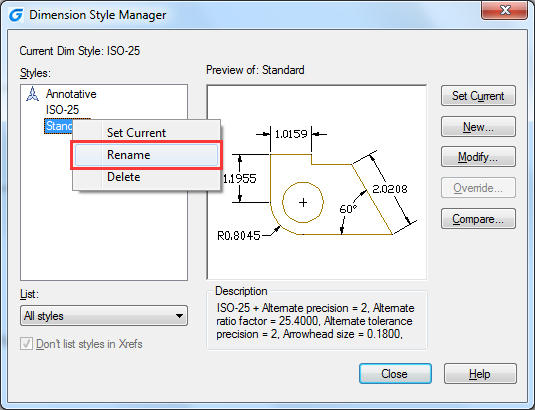 Dimension Style Manager
Current Dim Style: ISO-25
Styles:
Annotative
ISO-25
Stand
Set Current
Rename
Delete
List:
All styles
Don't list styles in Xrefs
Preview of: Standard
1.0159
1.1955
2.0208
60°
R0.8045
Description
ISO-25 + Alternate precision = 2, Alternate
ratio factor = 25.4000, Alternate tolerance
precision = 2, Arrowhead size = 0.1800,
Set Current
New...
Modify...
Override...
Compare...
Close
Help